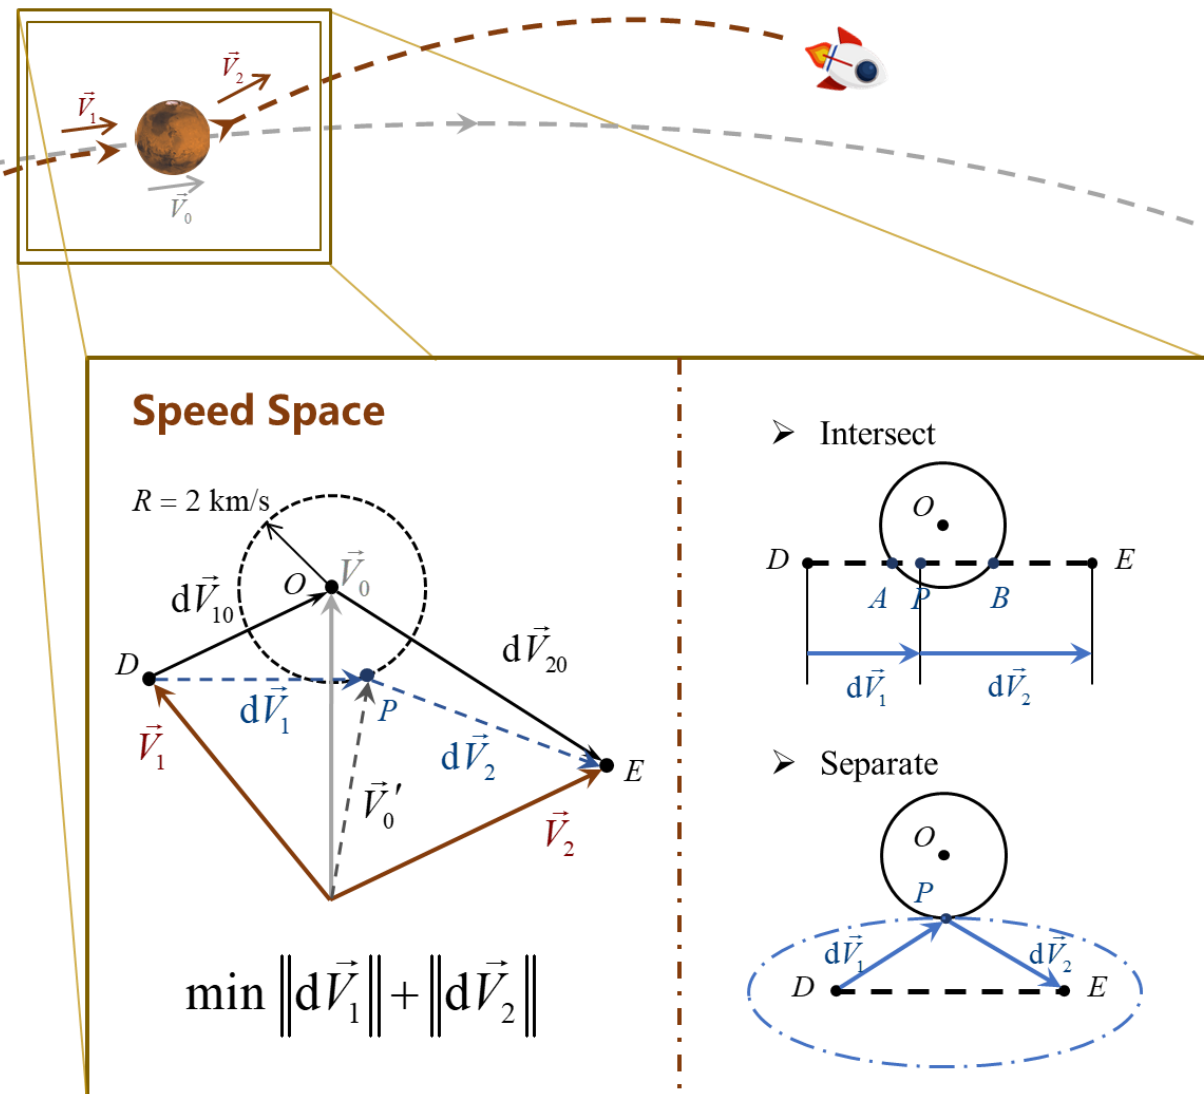 V⃗₂
V⃗₁
V⃗₀
Speed Space
R = 2 km/s
O V⃗₀
dV⃗₁₀
dV⃗₂₀
D
dV⃗₁
P
V⃗₁
dV⃗₂
E
V⃗₀′
V⃗₂
min ‖dV⃗₁‖ + ‖dV⃗₂‖
➢ Intersect
O
D E
A P B
dV⃗₁ dV⃗₂
➢ Separate
O
P
dV⃗₁ dV⃗₂
D E